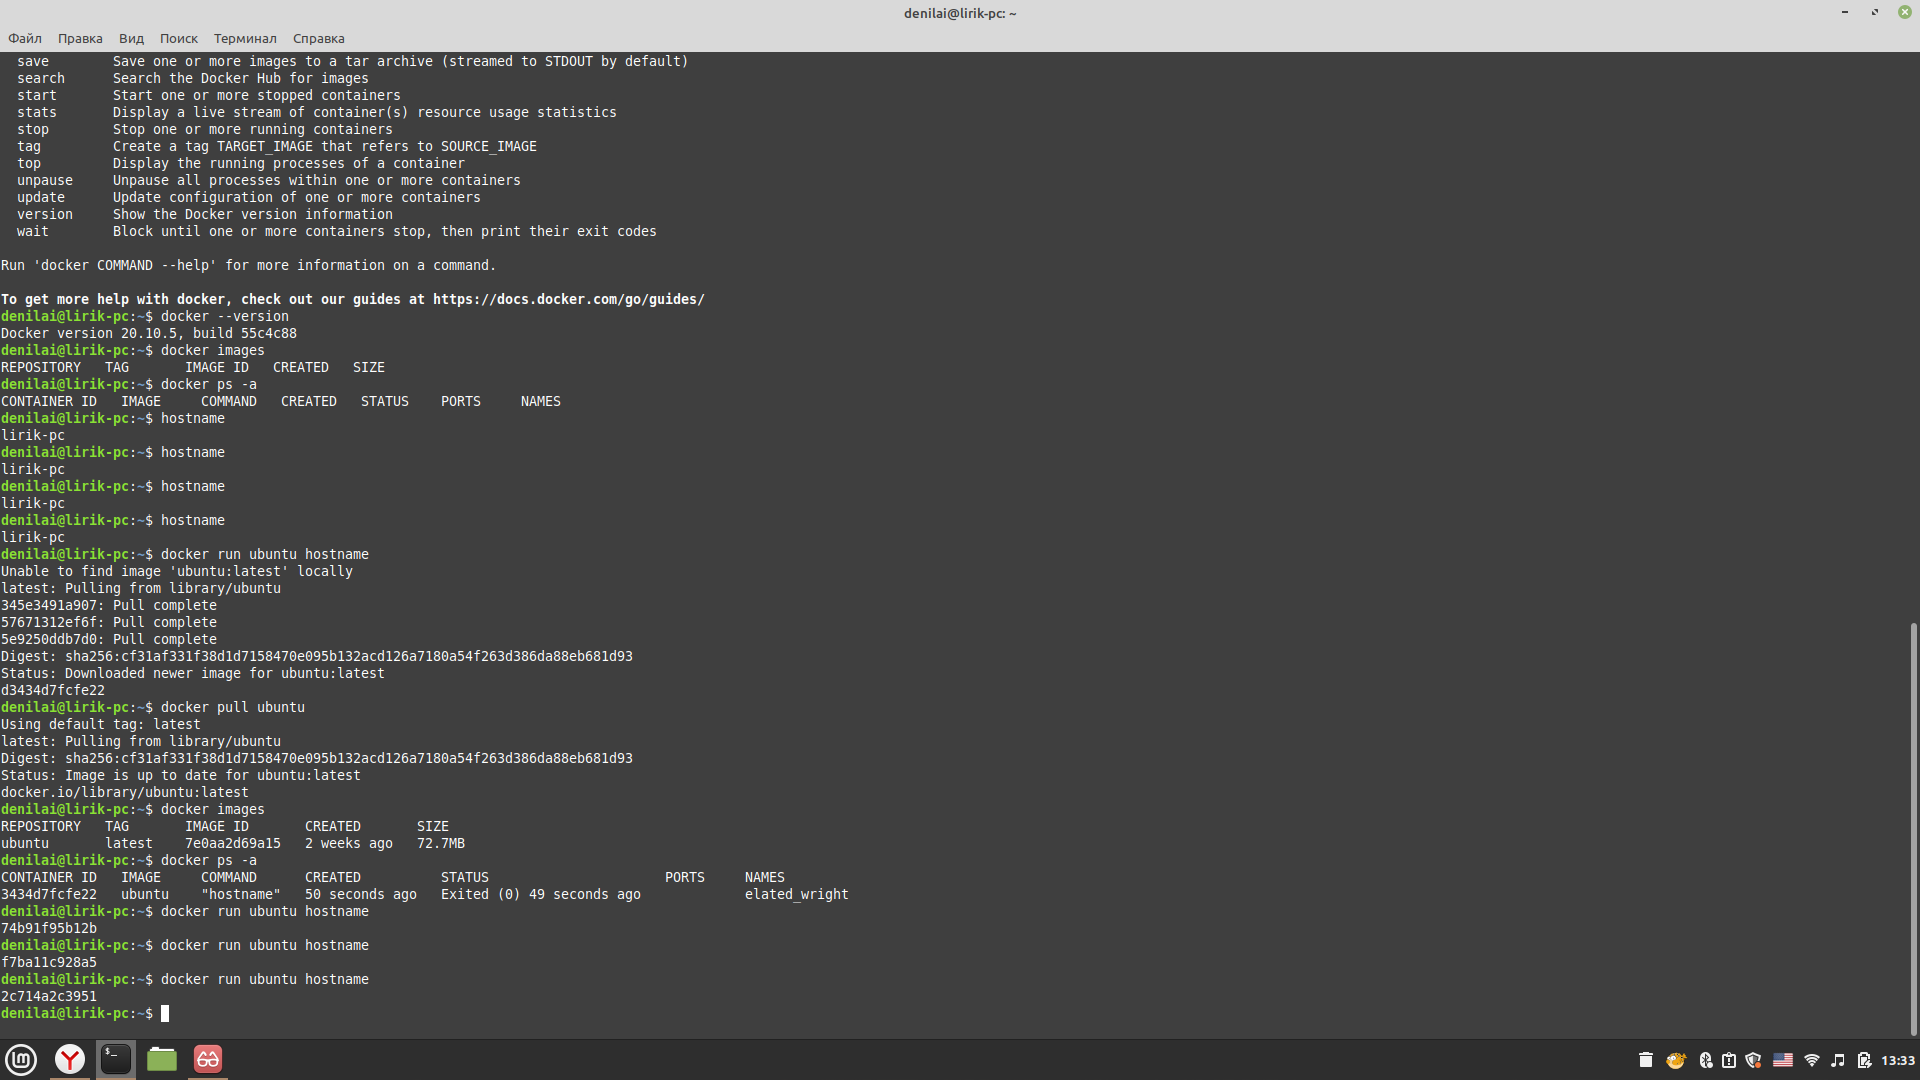 denilai@lirik-pc: ~
Файл Правка Вид Поиск Терминал Справка
  save        Save one or more images to a tar archive (streamed to STDOUT by default)
  search      Search the Docker Hub for images
  start       Start one or more stopped containers
  stats       Display a live stream of container(s) resource usage statistics
  stop        Stop one or more running containers
  tag         Create a tag TARGET_IMAGE that refers to SOURCE_IMAGE
  top         Display the running processes of a container
  unpause     Unpause all processes within one or more containers
  update      Update configuration of one or more containers
  version     Show the Docker version information
  wait        Block until one or more containers stop, then print their exit codes

Run 'docker COMMAND --help' for more information on a command.

To get more help with docker, check out our guides at https://docs.docker.com/go/guides/
denilai@lirik-pc:~$ docker --version
Docker version 20.10.5, build 55c4c88
denilai@lirik-pc:~$ docker images
REPOSITORY   TAG       IMAGE ID   CREATED   SIZE
denilai@lirik-pc:~$ docker ps -a
CONTAINER ID   IMAGE     COMMAND   CREATED   STATUS    PORTS     NAMES
denilai@lirik-pc:~$ hostname
lirik-pc
denilai@lirik-pc:~$ hostname
lirik-pc
denilai@lirik-pc:~$ hostname
lirik-pc
denilai@lirik-pc:~$ hostname
lirik-pc
denilai@lirik-pc:~$ docker run ubuntu hostname
Unable to find image 'ubuntu:latest' locally
latest: Pulling from library/ubuntu
345e3491a907: Pull complete
57671312ef6f: Pull complete
5e9250ddb7d0: Pull complete
Digest: sha256:cf31af331f38d1d7158470e095b132acd126a7180a54f263d386da88eb681d93
Status: Downloaded newer image for ubuntu:latest
d3434d7fcfe22
denilai@lirik-pc:~$ docker pull ubuntu
Using default tag: latest
latest: Pulling from library/ubuntu
Digest: sha256:cf31af331f38d1d7158470e095b132acd126a7180a54f263d386da88eb681d93
Status: Image is up to date for ubuntu:latest
docker.io/library/ubuntu:latest
denilai@lirik-pc:~$ docker images
REPOSITORY   TAG       IMAGE ID       CREATED       SIZE
ubuntu       latest    7e0aa2d69a15   2 weeks ago   72.7MB
denilai@lirik-pc:~$ docker ps -a
CONTAINER ID   IMAGE     COMMAND      CREATED          STATUS                      PORTS     NAMES
3434d7fcfe22   ubuntu    "hostname"   50 seconds ago   Exited (0) 49 seconds ago             elated_wright
denilai@lirik-pc:~$ docker run ubuntu hostname
74b91f95b12b
denilai@lirik-pc:~$ docker run ubuntu hostname
f7ba11c928a5
denilai@lirik-pc:~$ docker run ubuntu hostname
2c714a2c3951
denilai@lirik-pc:~$
13:33